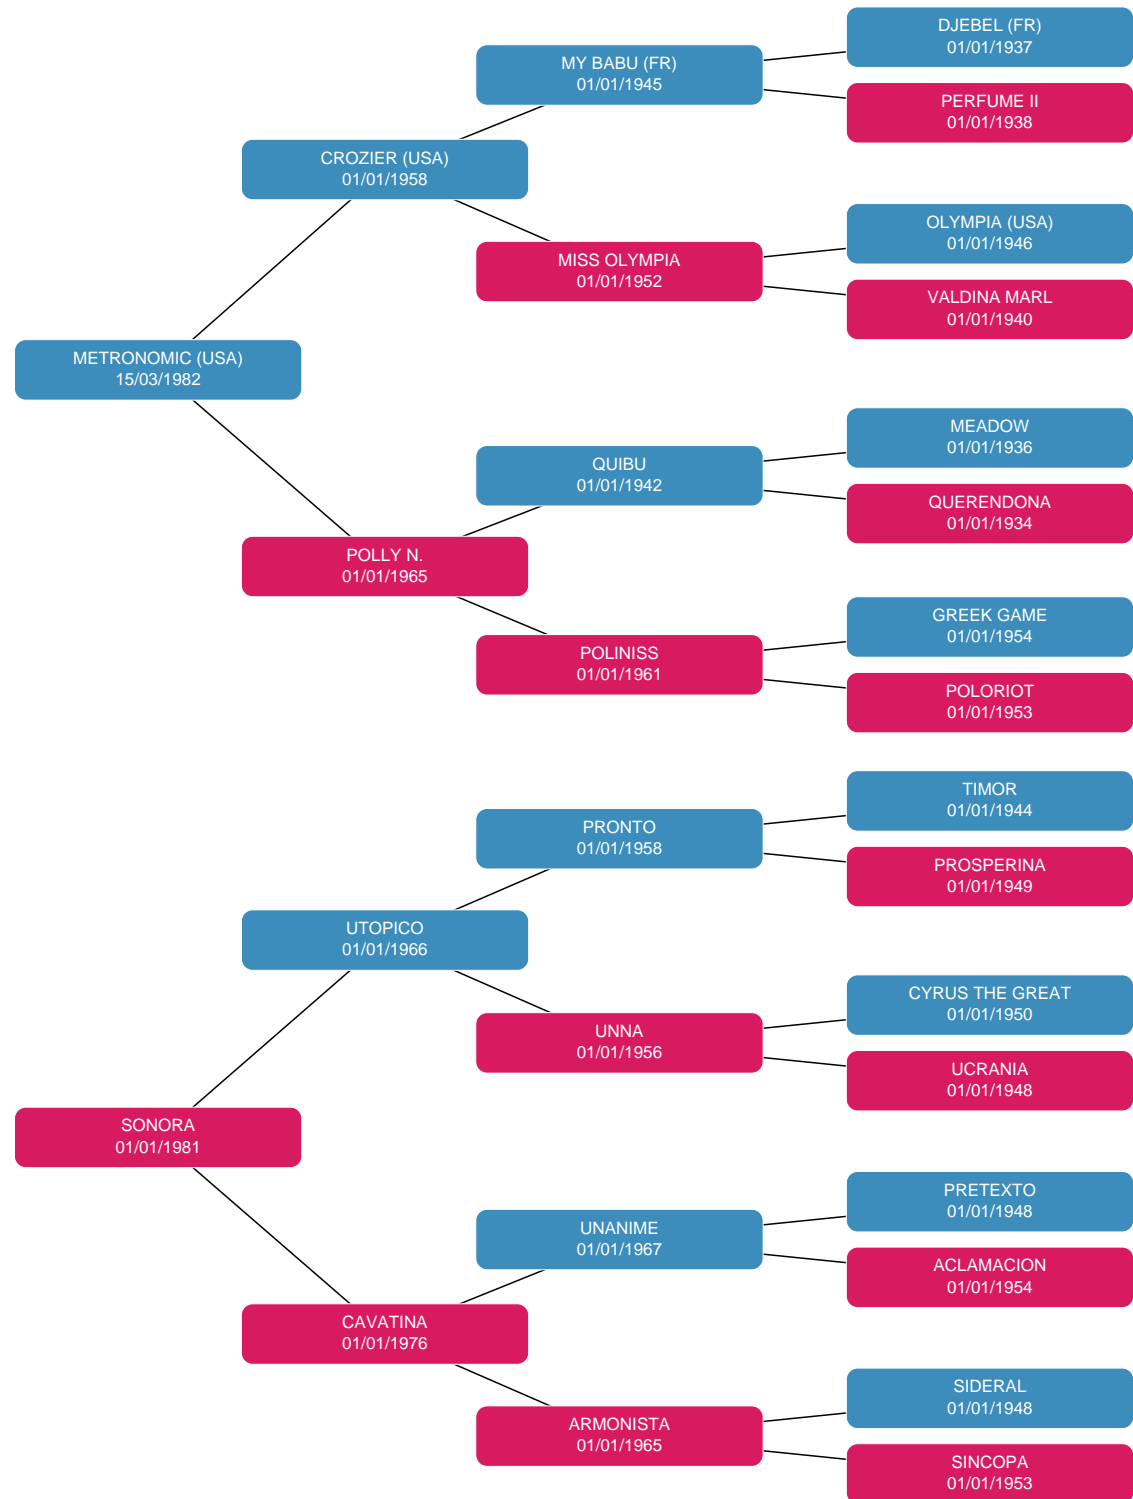 DJEBEL (FR)
01/01/1937
MY BABU (FR)
01/01/1945
PERFUME II
01/01/1938
CROZIER (USA)
01/01/1958
OLYMPIA (USA)
01/01/1946
MISS OLYMPIA
01/01/1952
VALDINA MARL
01/01/1940
METRONOMIC (USA)
15/03/1982
MEADOW
01/01/1936
QUIBU
01/01/1942
QUERENDONA
01/01/1934
POLLY N.
01/01/1965
GREEK GAME
01/01/1954
POLINISS
01/01/1961
POLORIOT
01/01/1953
TIMOR
01/01/1944
PRONTO
01/01/1958
PROSPERINA
01/01/1949
UTOPICO
01/01/1966
CYRUS THE GREAT
01/01/1950
UNNA
01/01/1956
UCRANIA
01/01/1948
SONORA
01/01/1981
PRETEXTO
01/01/1948
UNANIME
01/01/1967
ACLAMACION
01/01/1954
CAVATINA
01/01/1976
SIDERAL
01/01/1948
ARMONISTA
01/01/1965
SINCOPA
01/01/1953